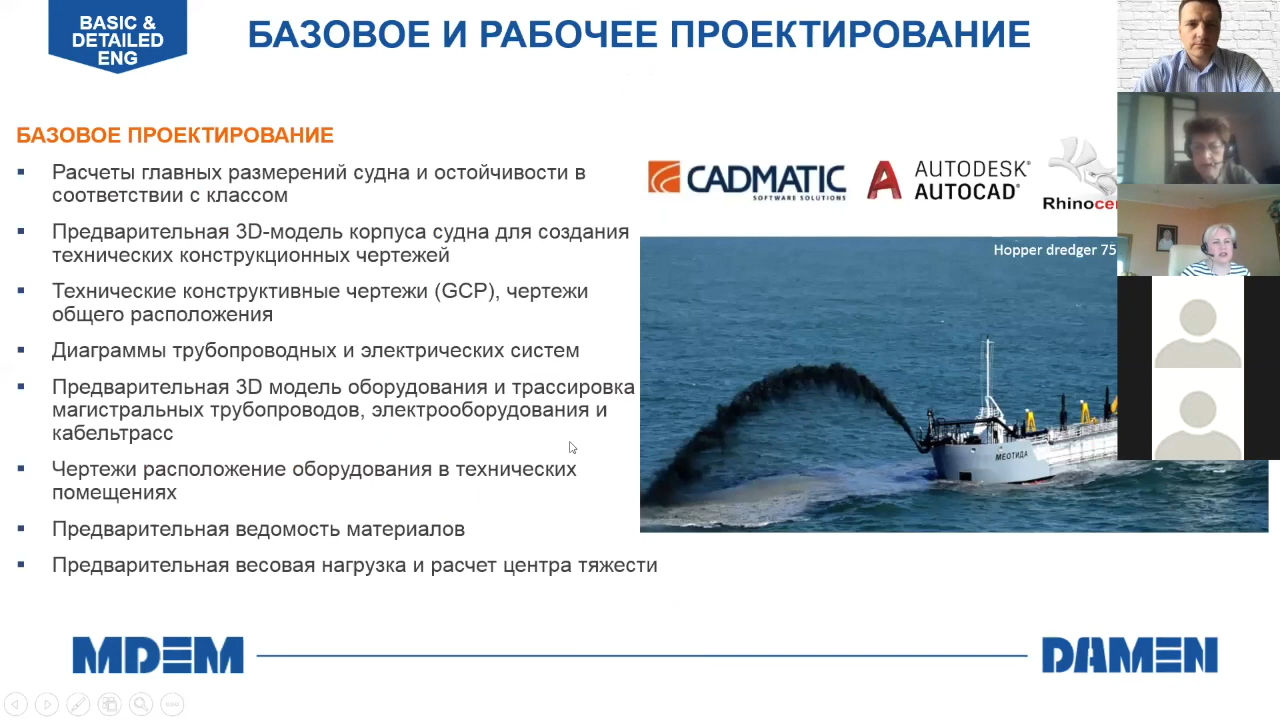 BASIC &
DETAILED
ENG
БАЗОВОЕ И РАБОЧЕЕ ПРОЕКТИРОВАНИЕ
БАЗОВОЕ ПРОЕКТИРОВАНИЕ
Расчеты главных размерений судна и остойчивости в
соответствии с классом
Предварительная 3D-модель корпуса судна для создания
технических конструкционных чертежей
Технические конструктивные чертежи (GCP), чертежи
общего расположения
Диаграммы трубопроводных и электрических систем
Предварительная 3D модель оборудования и трассировка
магистральных трубопроводов, электрооборудования и
кабельтрасс
Чертежи расположение оборудования в технических
помещениях
Предварительная ведомость материалов
Предварительная весовая нагрузка и расчет центра тяжести
CADMATIC
SOFTWARE SOLUTIONS
AUTODESK®
AUTOCAD®
Rhinocer
Hopper dredger 75
МЕОТИДА
MDEM
DAMEN